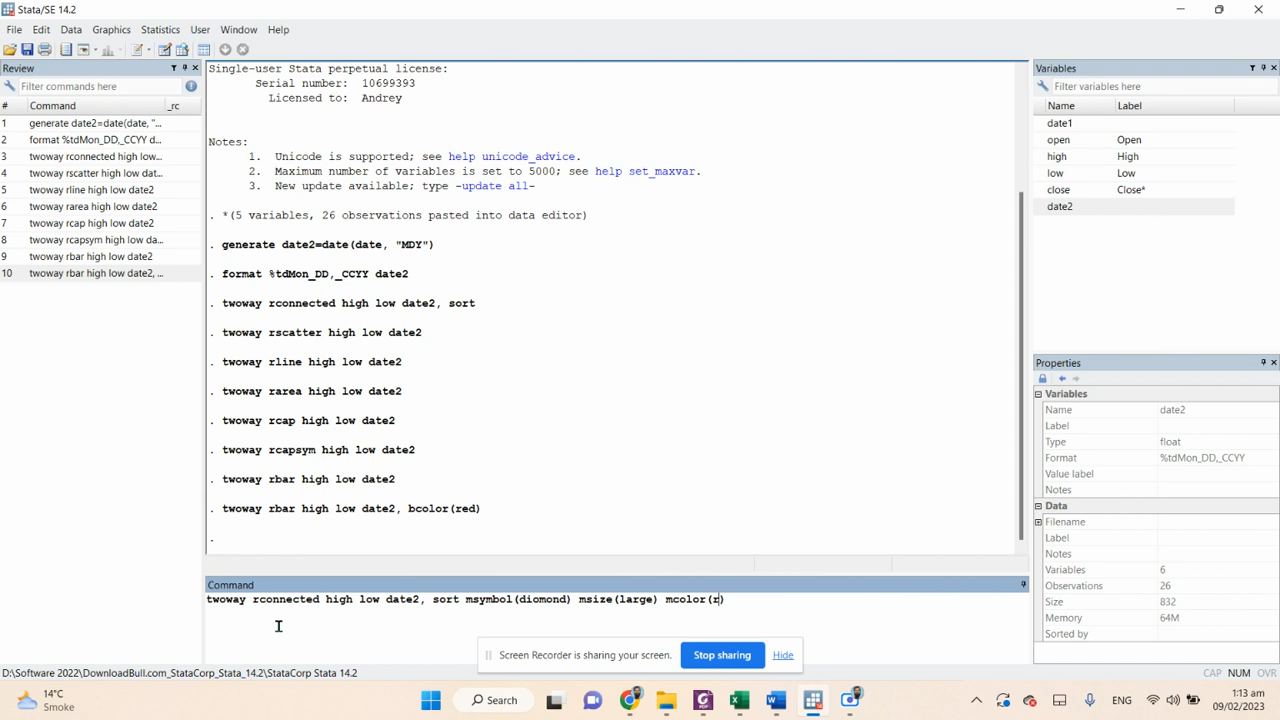 Stata/SE 14.2
File Edit Data Graphics Statistics User Window Help
Review
Filter commands here
# Command _rc
1 generate date2=date(date, "...
2 format %tdMon_DD,_CCYY d...
3 twoway rconnected high low...
4 twoway rscatter high low dat...
5 twoway rline high low date2
6 twoway rarea high low date2
7 twoway rcap high low date2
8 twoway rcapsym high low da...
9 twoway rbar high low date2
10 twoway rbar high low date2, ...
Single-user Stata perpetual license:
Serial number: 10699393
Licensed to: Andrey
Notes:
1. Unicode is supported; see help unicode_advice.
2. Maximum number of variables is set to 5000; see help set_maxvar.
3. New update available; type -update all-
. *(5 variables, 26 observations pasted into data editor)
. generate date2=date(date, "MDY")
. format %tdMon_DD,_CCYY date2
. twoway rconnected high low date2, sort
. twoway rscatter high low date2
. twoway rline high low date2
. twoway rarea high low date2
. twoway rcap high low date2
. twoway rcapsym high low date2
. twoway rbar high low date2
. twoway rbar high low date2, bcolor(red)
.
Command
twoway rconnected high low date2, sort msymbol(diomond) msize(large) mcolor(r)
Variables
Filter variables here
Name Label
date1
open Open
high High
low Low
close Close*
date2
Properties
Variables
Name date2
Label
Type float
Format %tdMon_DD,_CCYY
Value label
Notes
Data
Filename
Label
Notes
Variables 6
Observations 26
Size 832
Memory 64M
Sorted by
Screen Recorder is sharing your screen. Stop sharing Hide
D:\Software 2022\DownloadBull.com_StataCorp_Stata_14.2\StataCorp Stata 14.2
CAP NUM OVR
14°C
Smoke
Search
ENG
1:13 pm
09/02/2023